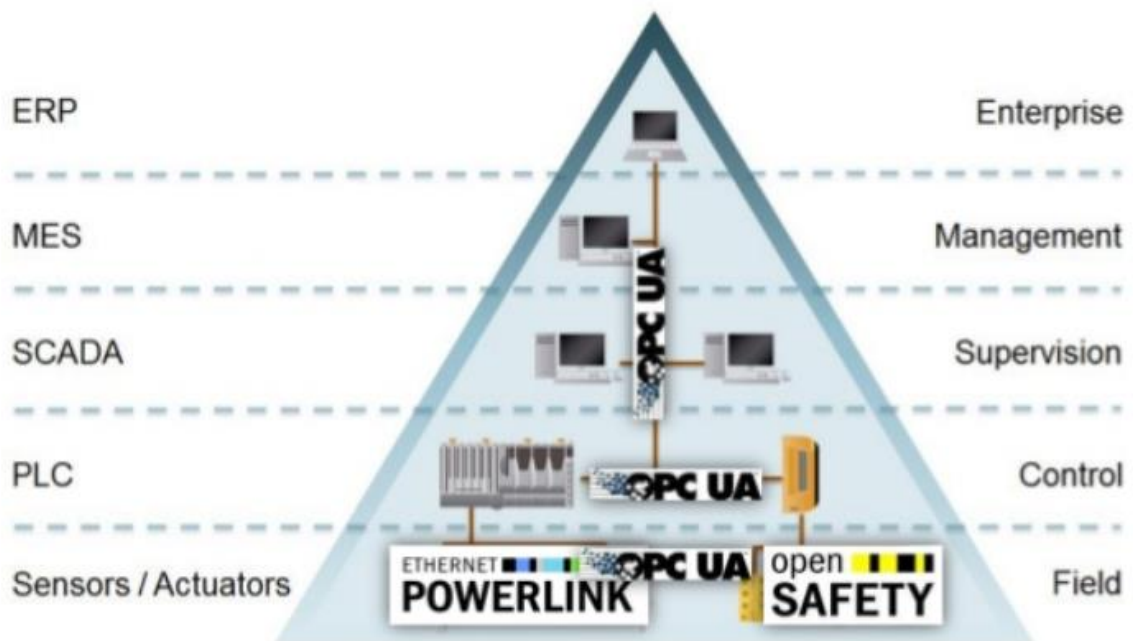 ERP
Enterprise
MES
Management
OPC UA
SCADA
Supervision
PLC
OPC UA
Control
Sensors / Actuators
ETHERNET
POWERLINK
OPC UA
open
SAFETY
Field